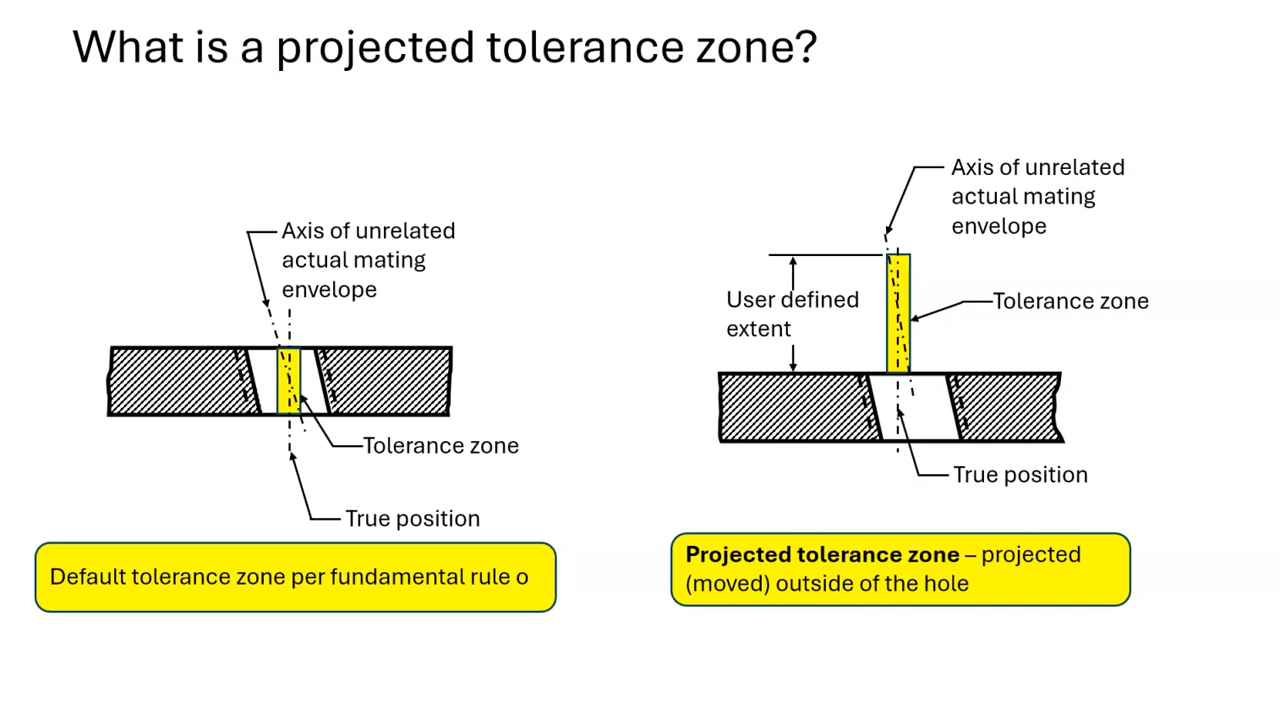 What is a projected tolerance zone?
Axis of unrelated
actual mating
envelope
Tolerance zone
True position
Default tolerance zone per fundamental rule o
Axis of unrelated
actual mating
envelope
User defined
extent
Tolerance zone
True position
Projected tolerance zone – projected
(moved) outside of the hole